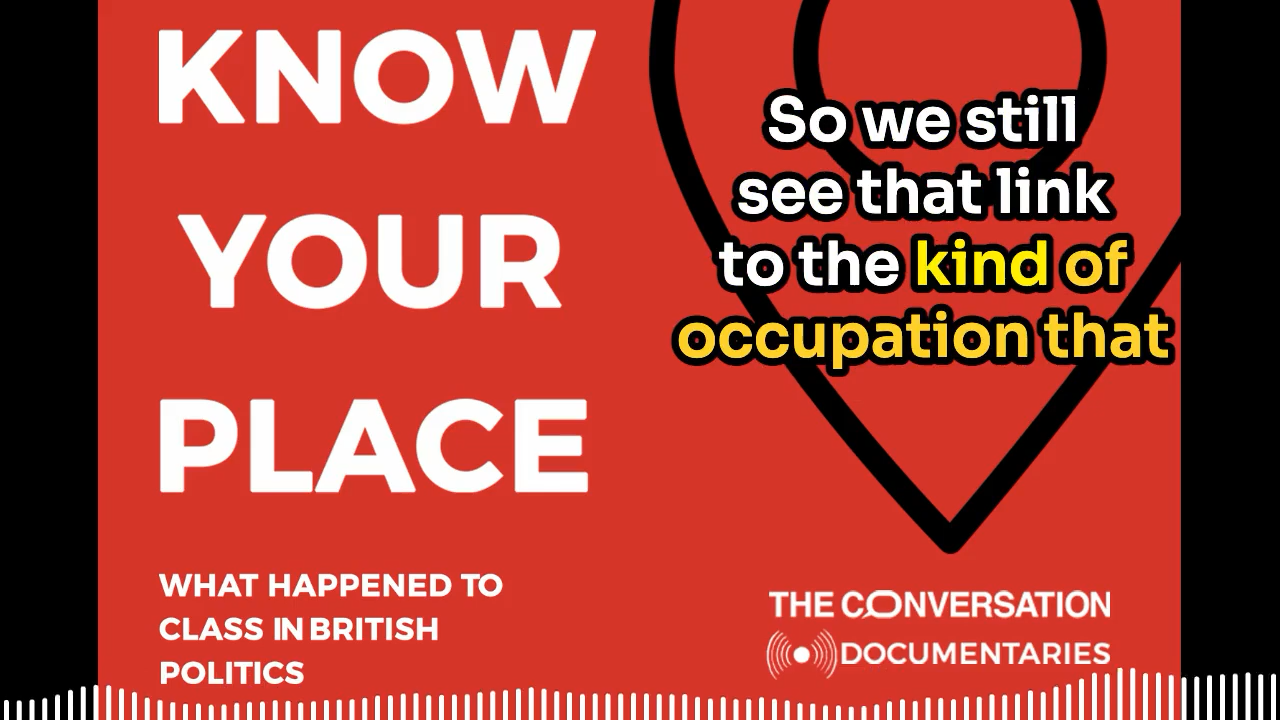 KNOW
YOUR
PLACE
WHAT HAPPENED TO
CLASS IN BRITISH
POLITICS
So we still
see that link
to the kind of
occupation that
THE CONVERSATION
DOCUMENTARIES